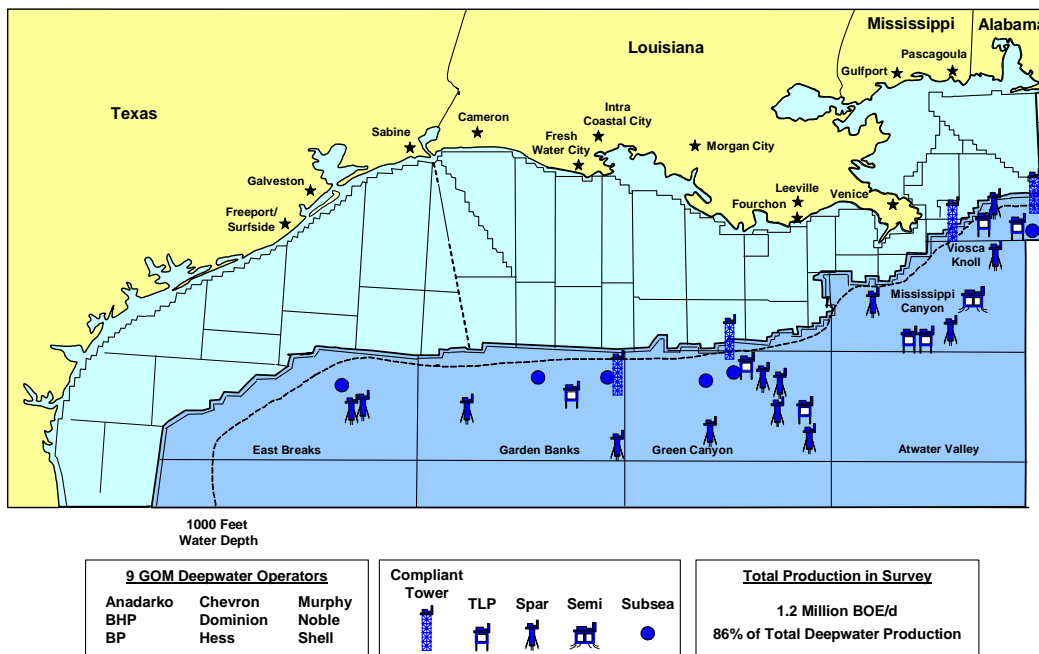 Mississippi
Alabama
Louisiana
Pascagoula
Gulfport
Texas
Cameron
Intra
Coastal City
Sabine
Fresh
Water City
Morgan City
Galveston
Leeville
Venice
Freeport/
Surfside
Fourchon
Viosca
Knoll
Mississippi
Canyon
East Breaks
Garden Banks
Green Canyon
Atwater Valley
1000 Feet
Water Depth
9 GOM Deepwater Operators
Anadarko Chevron Murphy
BHP Dominion Noble
BP Hess Shell
Compliant
Tower
TLP Spar Semi Subsea
Total Production in Survey
1.2 Million BOE/d
86% of Total Deepwater Production